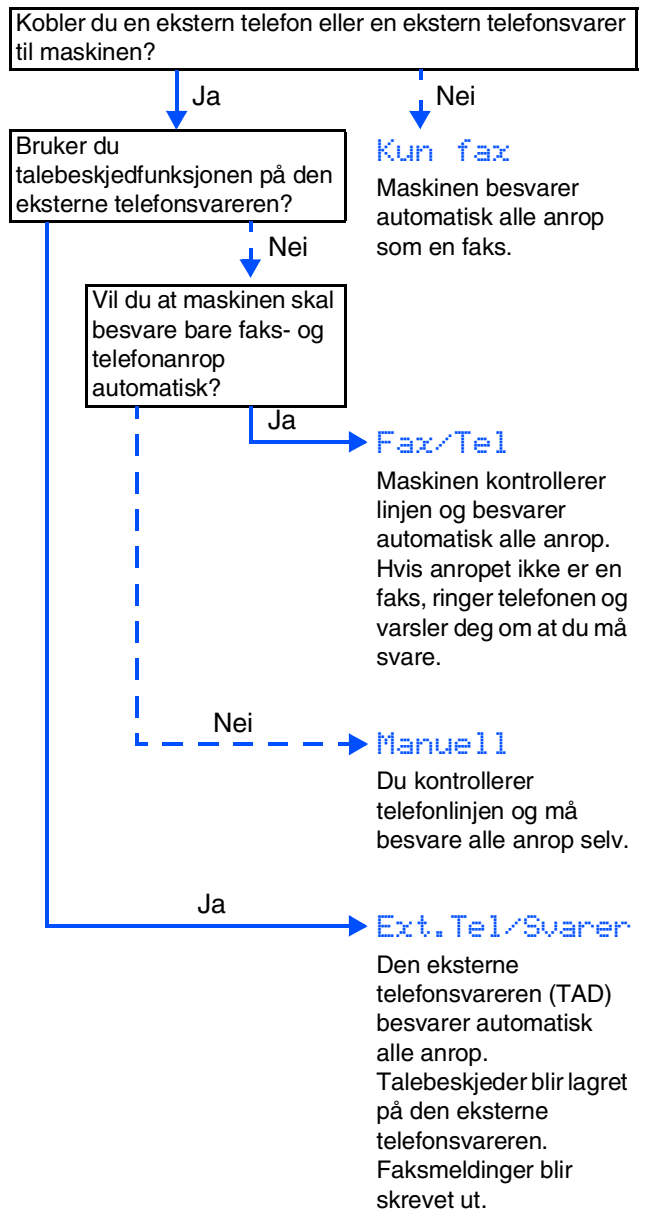 Kobler du en ekstern telefon eller en ekstern telefonsvarer
til maskinen?
Ja
Nei
Bruker du
talebeskjedfunksjonen på den
eksterne telefonsvareren?
Kun fax
Maskinen besvarer
automatisk alle anrop
som en faks.
Nei
Vil du at maskinen skal
besvare bare faks- og
telefonanrop
automatisk?
Ja
Fax/Tel
Maskinen kontrollerer
linjen og besvarer
automatisk alle anrop.
Hvis anropet ikke er en
faks, ringer telefonen og
varsler deg om at du må
svare.
Nei
Manuell
Du kontrollerer
telefonlinjen og må
besvare alle anrop selv.
Ja
Ext.Tel/Svarer
Den eksterne
telefonsvareren (TAD)
besvarer automatisk
alle anrop.
Talebeskjeder blir lagret
på den eksterne
telefonsvareren.
Faksmeldinger blir
skrevet ut.